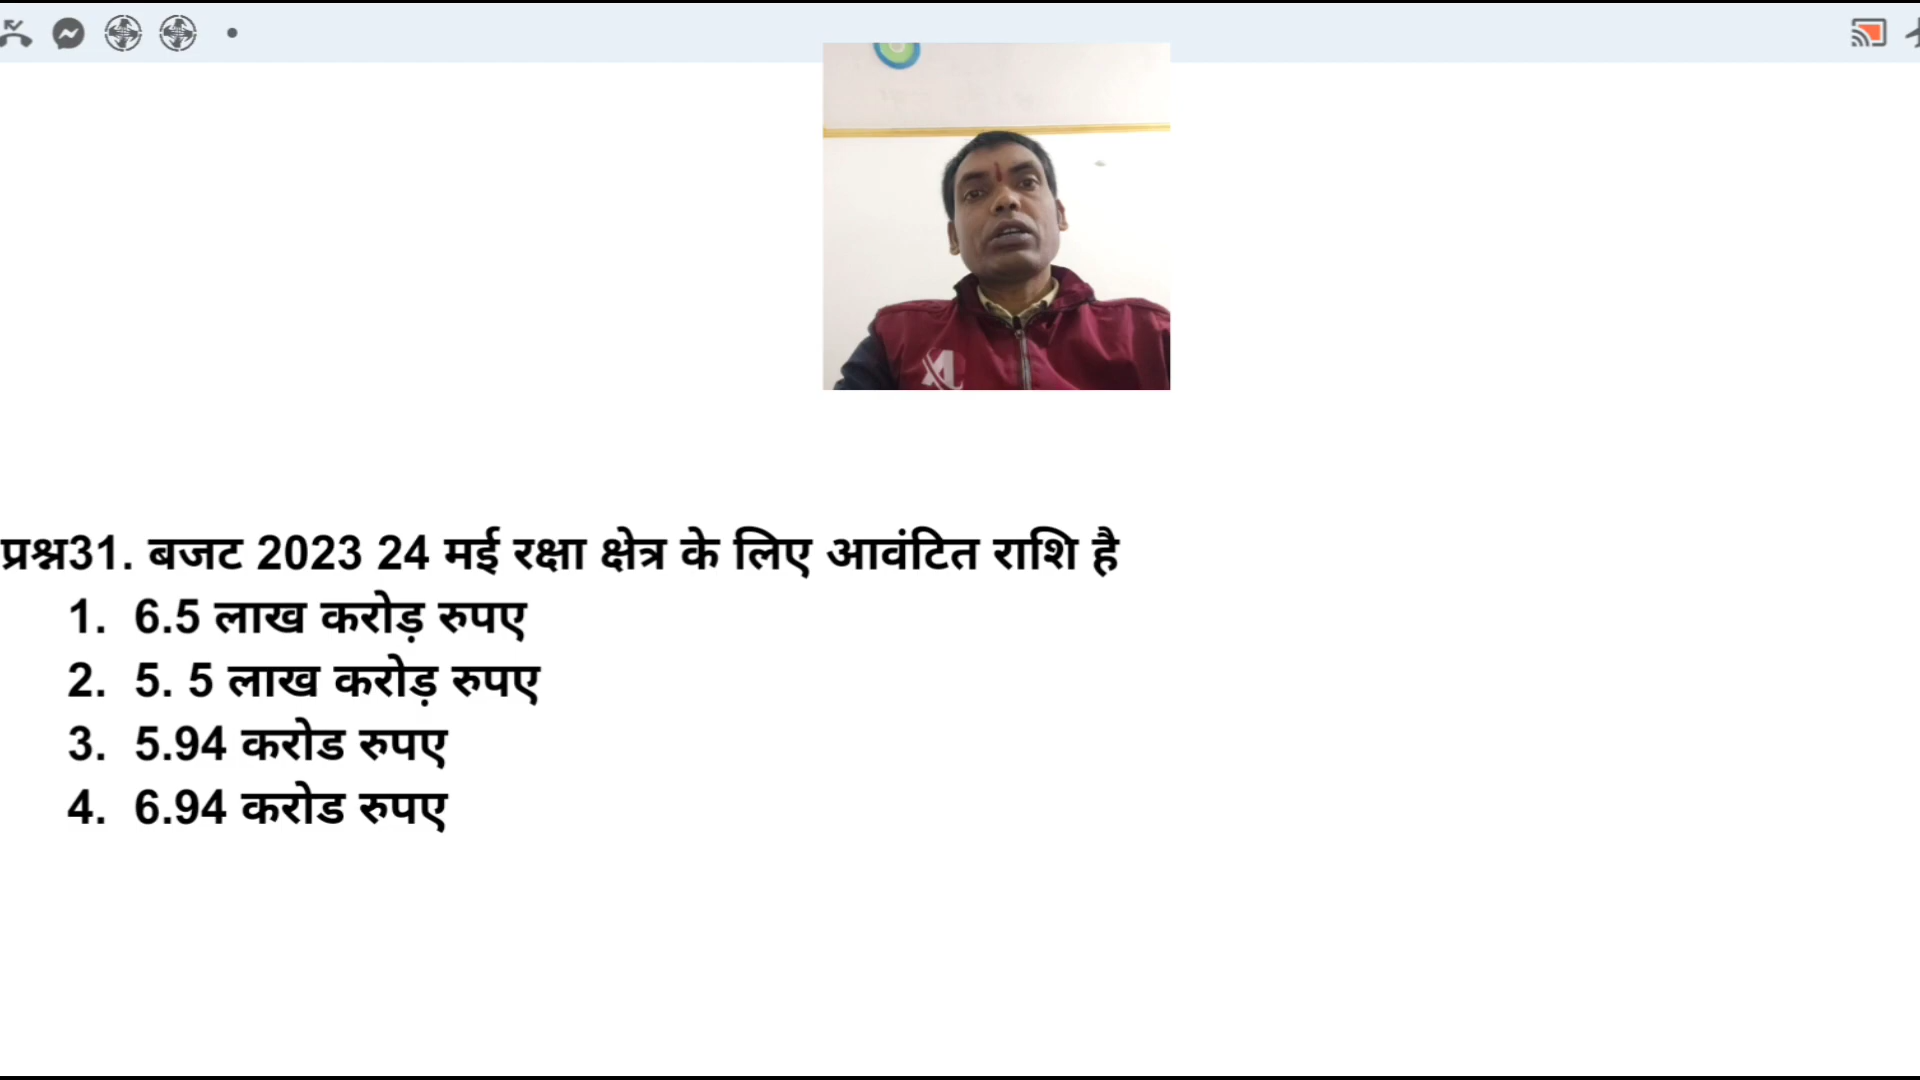 प्रश्न31. बजट 2023 24 मई रक्षा क्षेत्र के लिए आवंटित राशि है
1. 6.5 लाख करोड़ रुपए
2. 5. 5 लाख करोड़ रुपए
3. 5.94 करोड रुपए
4. 6.94 करोड रुपए